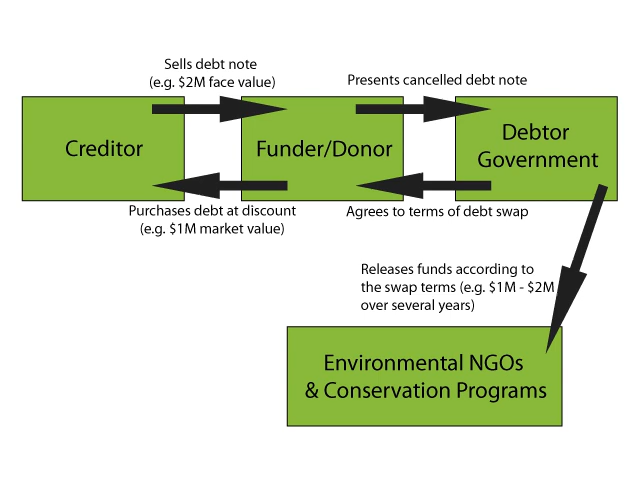 Sells debt note
(e.g. $2M face value)
Presents cancelled debt note
Creditor
Funder/Donor
Debtor
Government
Purchases debt at discount
(e.g. $1M market value)
Agrees to terms of debt swap
Releases funds according to
the swap terms (e.g. $1M - $2M
over several years)
Environmental NGOs
& Conservation Programs